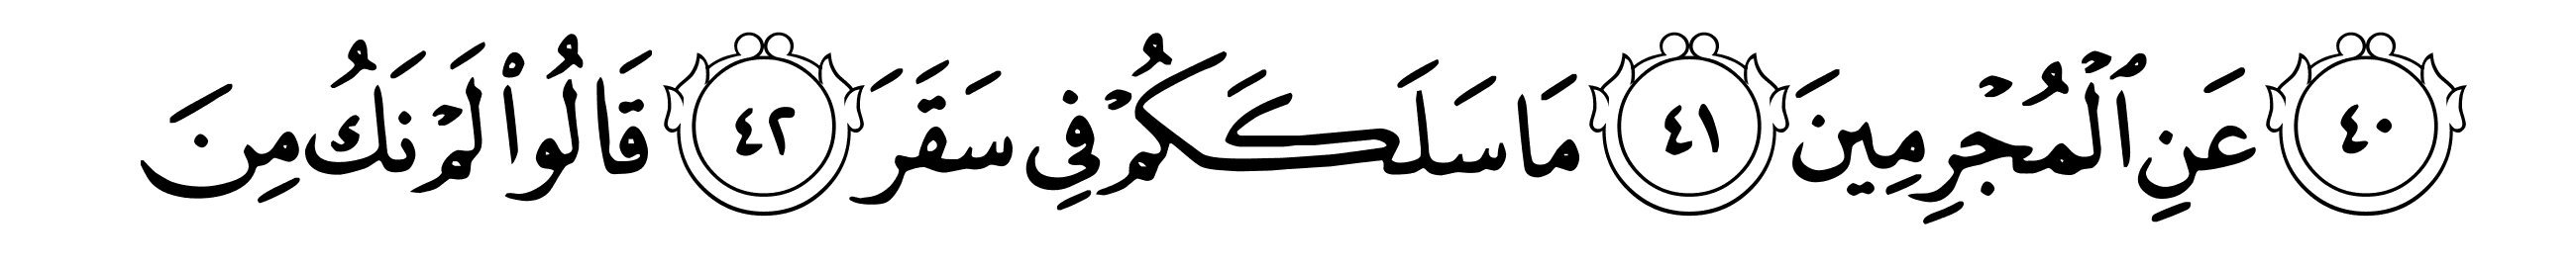 ٤٠ عَنِ ٱلْمُجْرِمِينَ ٤١ مَا سَلَكَكُمْ فِي سَقَرَ ٤٢ قَالُوا۟ لَمْ نَكُ مِنَ